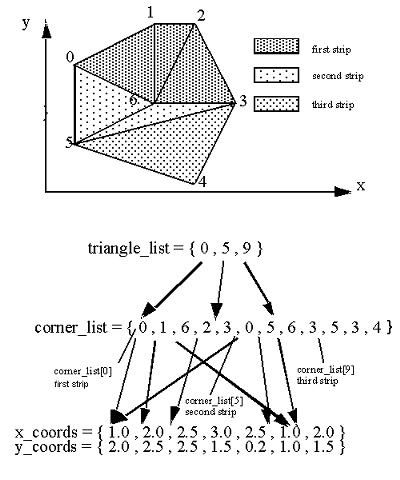 y
1
2
0
first strip
second strip
6
3
third strip
5
4
x
triangle_list = { 0 , 5 , 9 }
corner_list = { 0 , 1 , 6 , 2 , 3 , 0 , 5 , 6 , 3 , 5 , 3 , 4 }
corner_list[0]
first strip
corner_list[5]
second strip
corner_list[9]
third strip
x_coords = { 1.0 , 2.0 , 2.5 , 3.0 , 2.5 , 1.0 , 2.0 }
y_coords = { 2.0 , 2.5 , 2.5 , 1.5 , 0.2 , 1.0 , 1.5 }